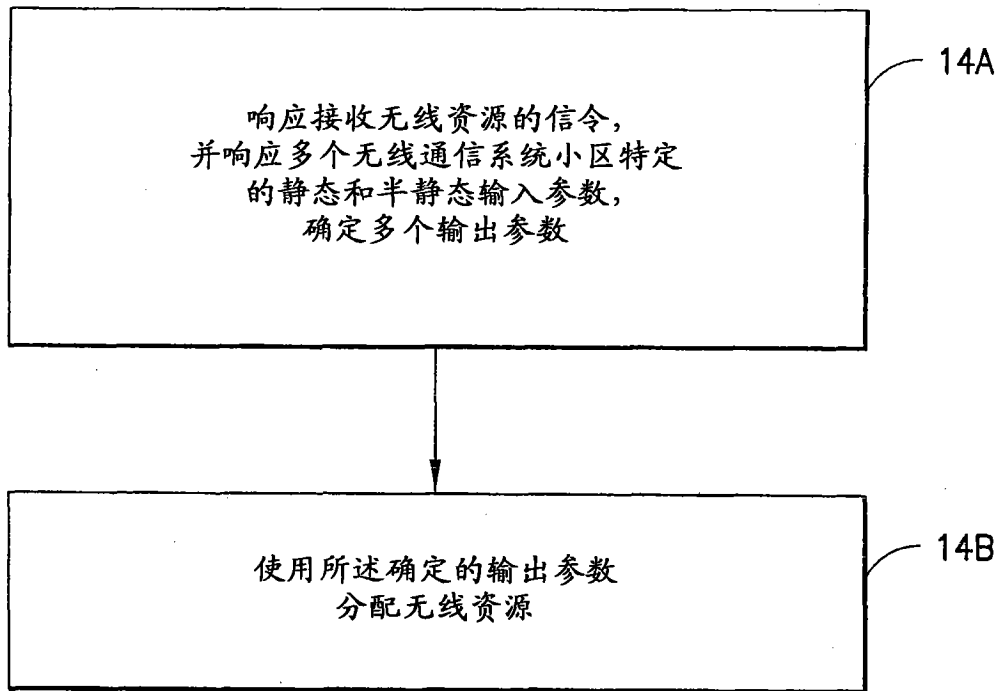 14A
响应接收无线资源的信令，
并响应多个无线通信系统小区特定
的静态和半静态输入参数，
确定多个输出参数
14B
使用所述确定的输出参数
分配无线资源